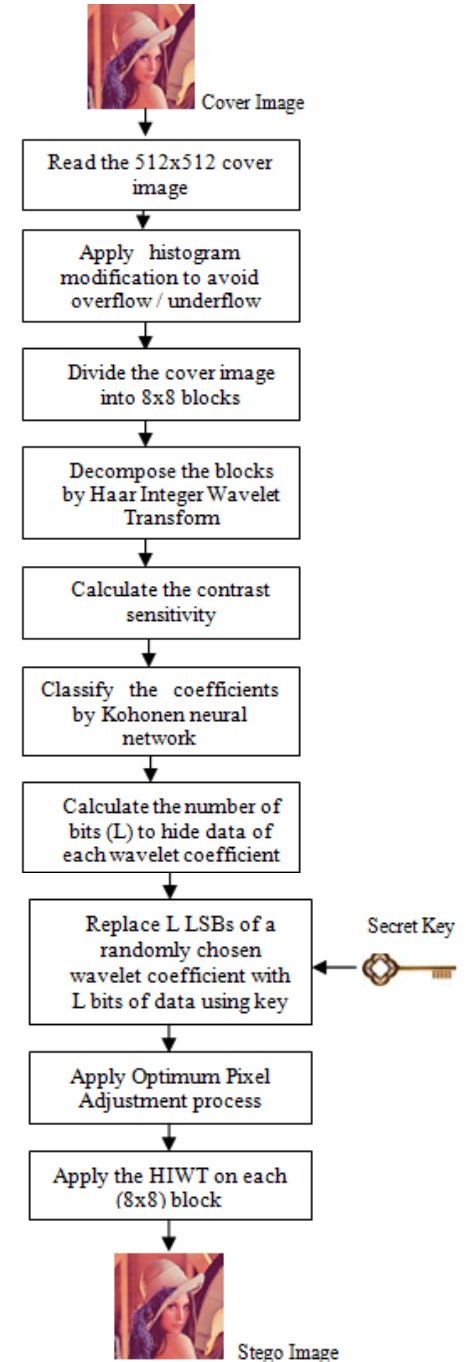 Cover Image
Read the 512x512 cover
image
Apply histogram
modification to avoid
overflow / underflow
Divide the cover image
into 8x8 blocks
Decompose the blocks
by Haar Integer Wavelet
Transform
Calculate the contrast
sensitivity
Classify the coefficients
by Kohonen neural
network
Calculate the number of
bits (L) to hide data of
each wavelet coefficient
Replace L LSBs of a
randomly chosen
wavelet coefficient with
L bits of data using key
Secret Key
Apply Optimum Pixel
Adjustment process
Apply the HIWT on each
(8x8) block
Stego Image